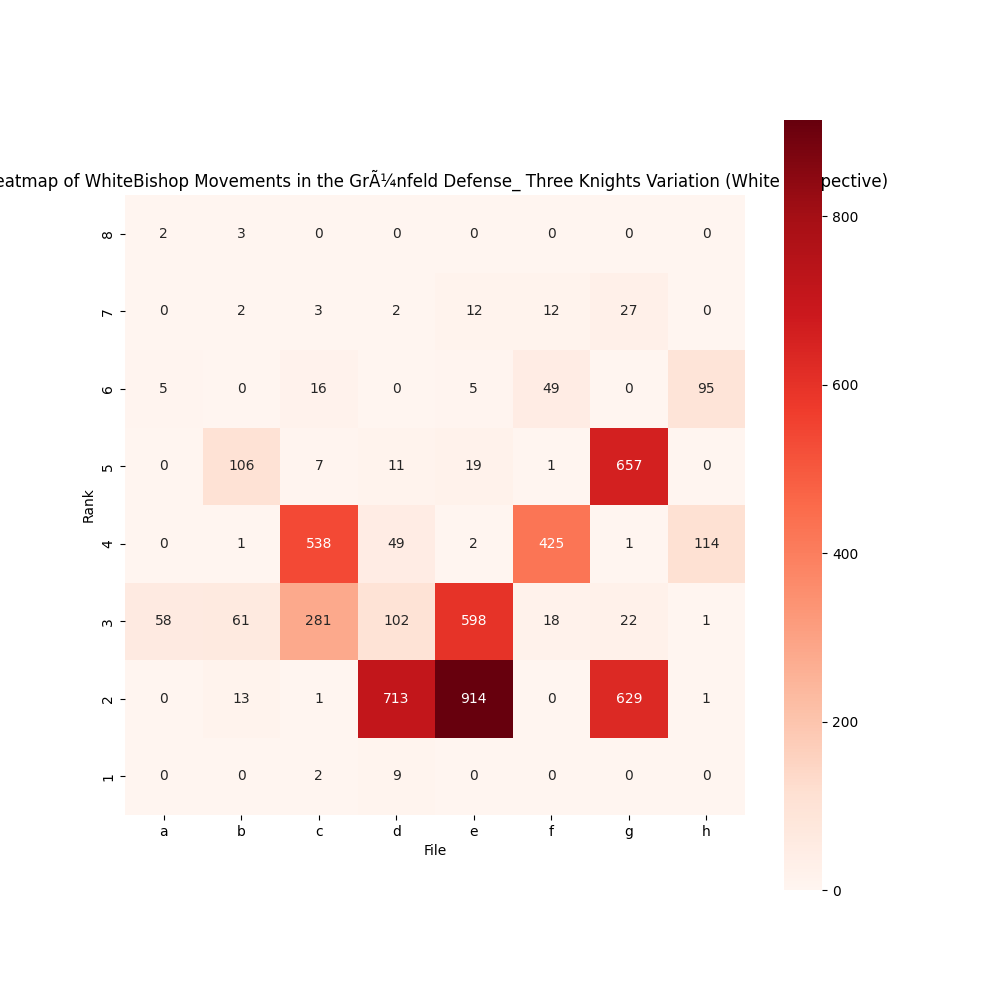 eatmap of WhiteBishop Movements in the GrÃ¼nfeld Defense_ Three Knights Variation (White pective)
8 2 3 0 0 0 0 0 0
7 0 2 3 2 12 12 27 0
6 5 0 16 0 5 49 0 95
5 0 106 7 11 19 1 657 0
4 0 1 538 49 2 425 1 114
3 58 61 281 102 598 18 22 1
2 0 13 1 713 914 0 629 1
1 0 0 2 9 0 0 0 0
a b c d e f g h
File
Rank
800
600
400
200
0